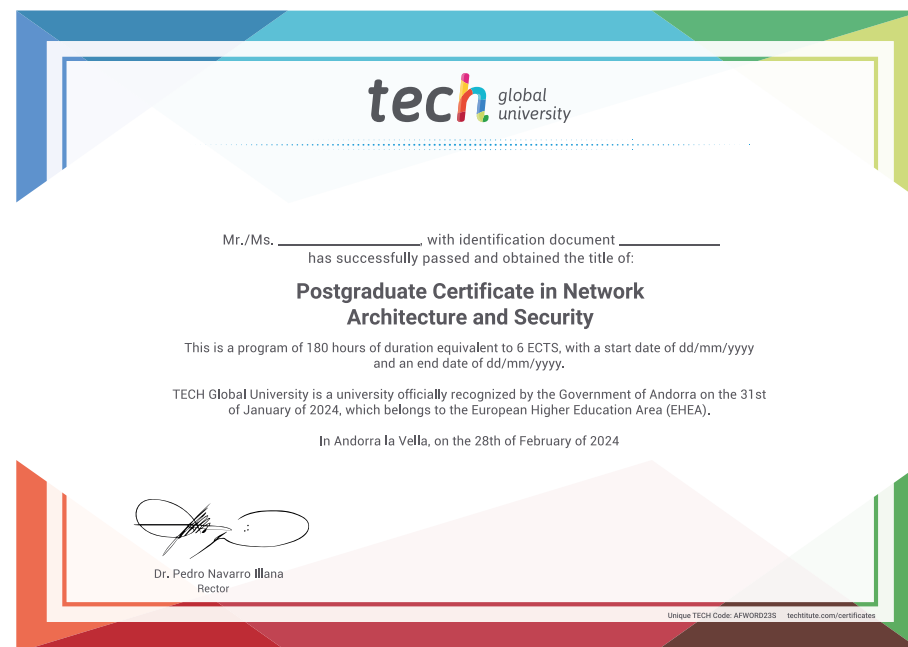 tech global
university
Mr./Ms. ____________________, with identification document ______________
has successfully passed and obtained the title of:
Postgraduate Certificate in Network
Architecture and Security
This is a program of 180 hours of duration equivalent to 6 ECTS, with a start date of dd/mm/yyyy
and an end date of dd/mm/yyyy.
TECH Global University is a university officially recognized by the Government of Andorra on the 31st
of January of 2024, which belongs to the European Higher Education Area (EHEA).
In Andorra la Vella, on the 28th of February of 2024
Dr. Pedro Navarro Illana
Rector
Unique TECH Code: AFWORD23S techtitute.com/certificates